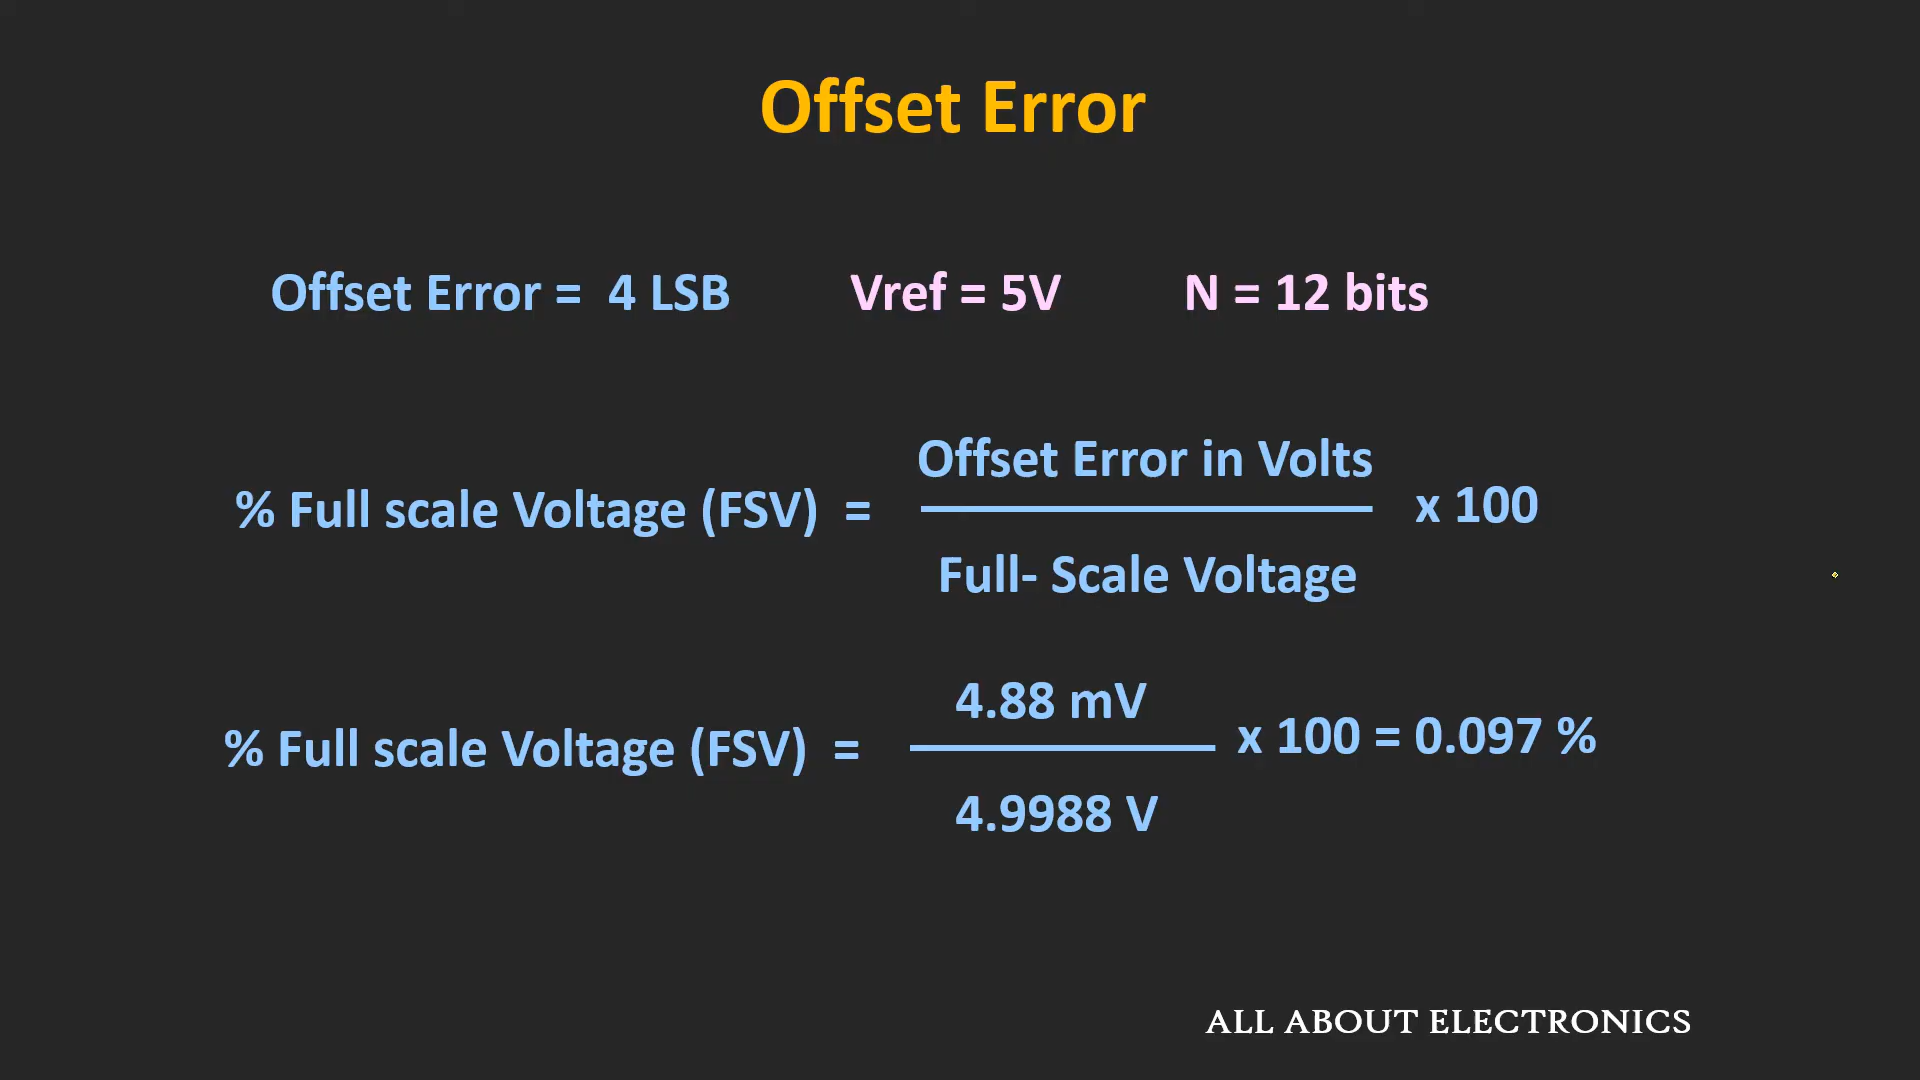 Offset Error
Offset Error = 4 LSB Vref = 5V N = 12 bits
Offset Error in Volts
% Full scale Voltage (FSV) = x 100
Full- Scale Voltage
4.88 mV
% Full scale Voltage (FSV) = x 100 = 0.097 %
4.9988 V
ALL ABOUT ELECTRONICS